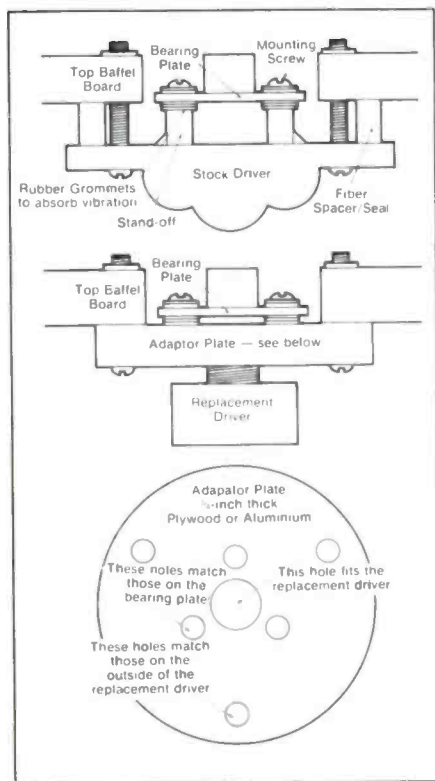 Bearing
Plate
Mounting
Screw
Top Baffel
Board
Stock Driver
Rubber Grommets
to absorb vibration
Stand-off
Fiber
Spacer/Seal
Bearing
Plate
Top Baffel
Board
Adaptor Plate — see below
Replacement
Driver
Adapator Plate
-inch thick
Plywood or Aluminium
These holes match
those on the
bearing plate
This hole fits the
replacement driver
These holes match
those on the
outside of the
replacement driver